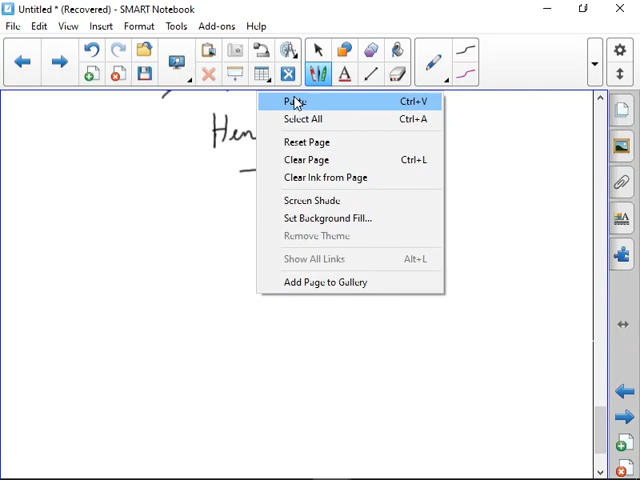 Untitled * (Recovered) - SMART Notebook
File Edit View Insert Format Tools Add-ons Help
Paste Ctrl+V
Hen
Select All Ctrl+A
Reset Page
Clear Page Ctrl+L
Clear Ink from Page
Screen Shade
Set Background Fill...
Remove Theme
Show All Links Alt+L
Add Page to Gallery